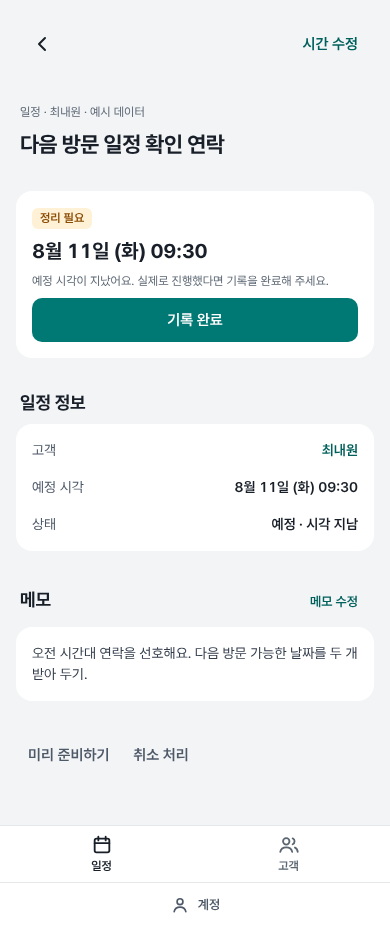 시간 수정
일정 · 최내원 · 예시 데이터
다음 방문 일정 확인 연락
정리 필요
8월 11일 (화) 09:30
예정 시각이 지났어요. 실제로 진행했다면 기록을 완료해 주세요.
기록 완료
일정 정보
고객 최내원
예정 시각 8월 11일 (화) 09:30
상태 예정 · 시각 지남
메모 메모 수정
오전 시간대 연락을 선호해요. 다음 방문 가능한 날짜를 두 개
받아 두기.
미리 준비하기 취소 처리
일정 고객
계정